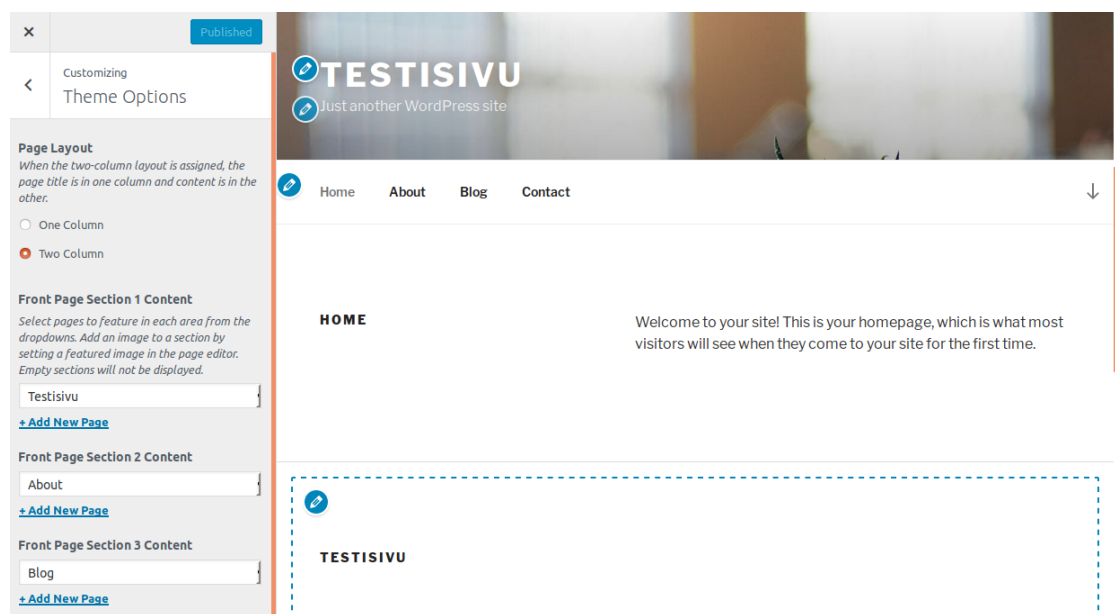 Published
Customizing
Theme Options
Page Layout
When the two-column layout is assigned, the
page title is in one column and content is in the
other.
One Column
Two Column
Front Page Section 1 Content
Select pages to feature in each area from the
dropdowns. Add an image to a section by
setting a featured image in the page editor.
Empty sections will not be displayed.
Testisivu
+ Add New Page
Front Page Section 2 Content
About
+ Add New Page
Front Page Section 3 Content
Blog
+ Add New Page
TESTISIVU
Just another WordPress site
Home About Blog Contact
HOME
Welcome to your site! This is your homepage, which is what most
visitors will see when they come to your site for the first time.
TESTISIVU